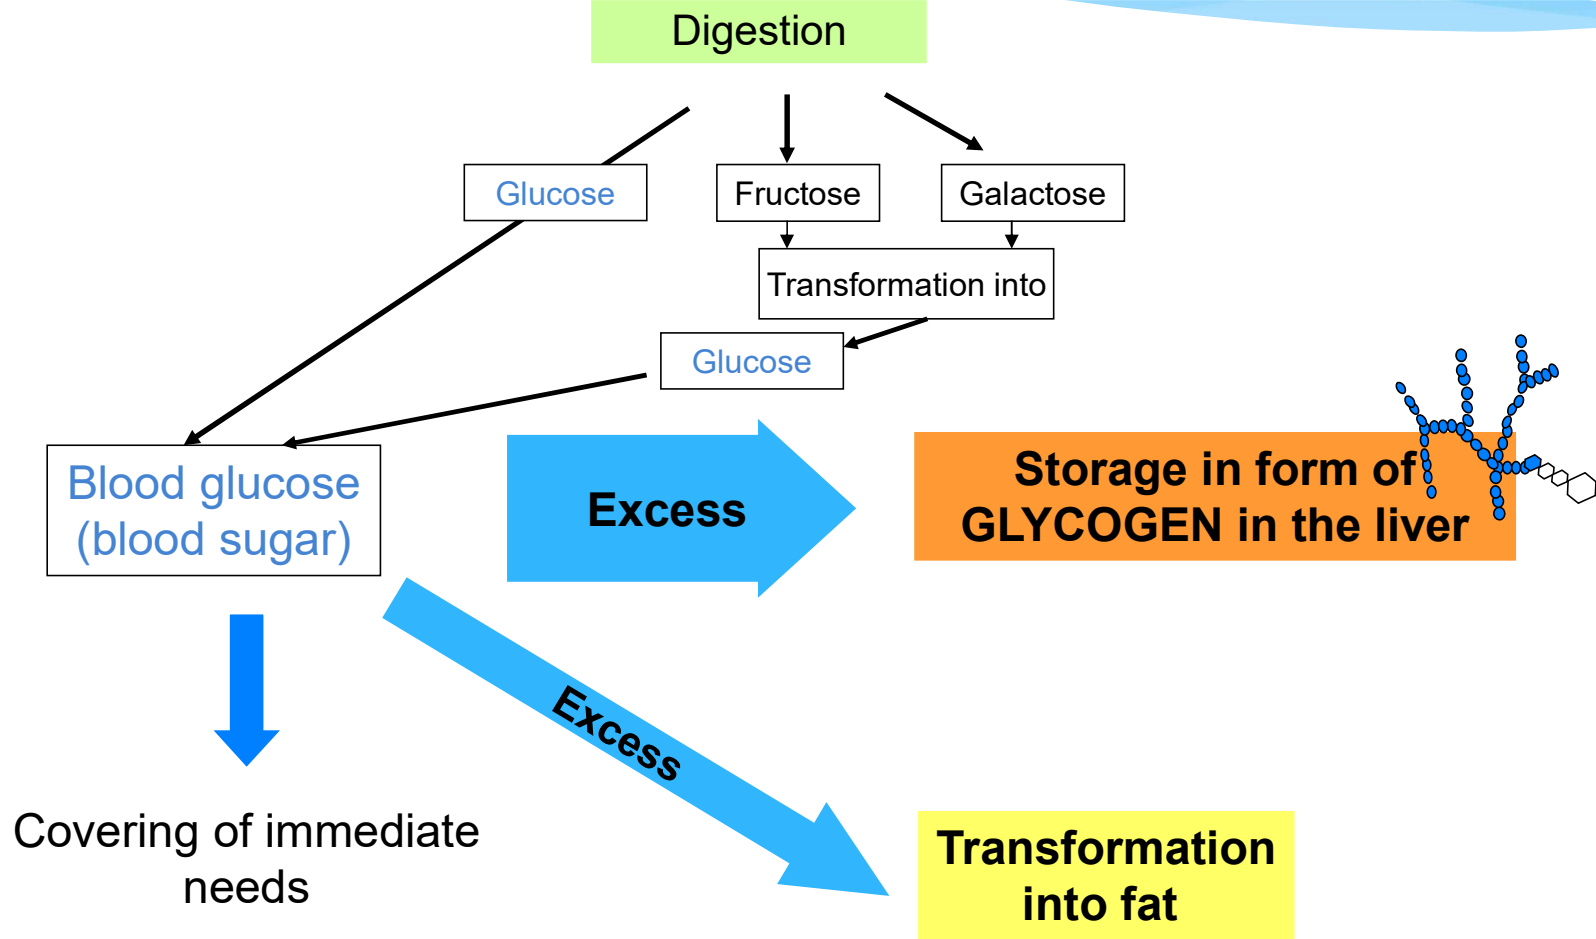 Digestion
Glucose
Fructose
Galactose
Transformation into
Glucose
Blood glucose
(blood sugar)
Excess
Storage in form of
GLYCOGEN in the liver
Excess
Covering of immediate
needs
Transformation
into fat